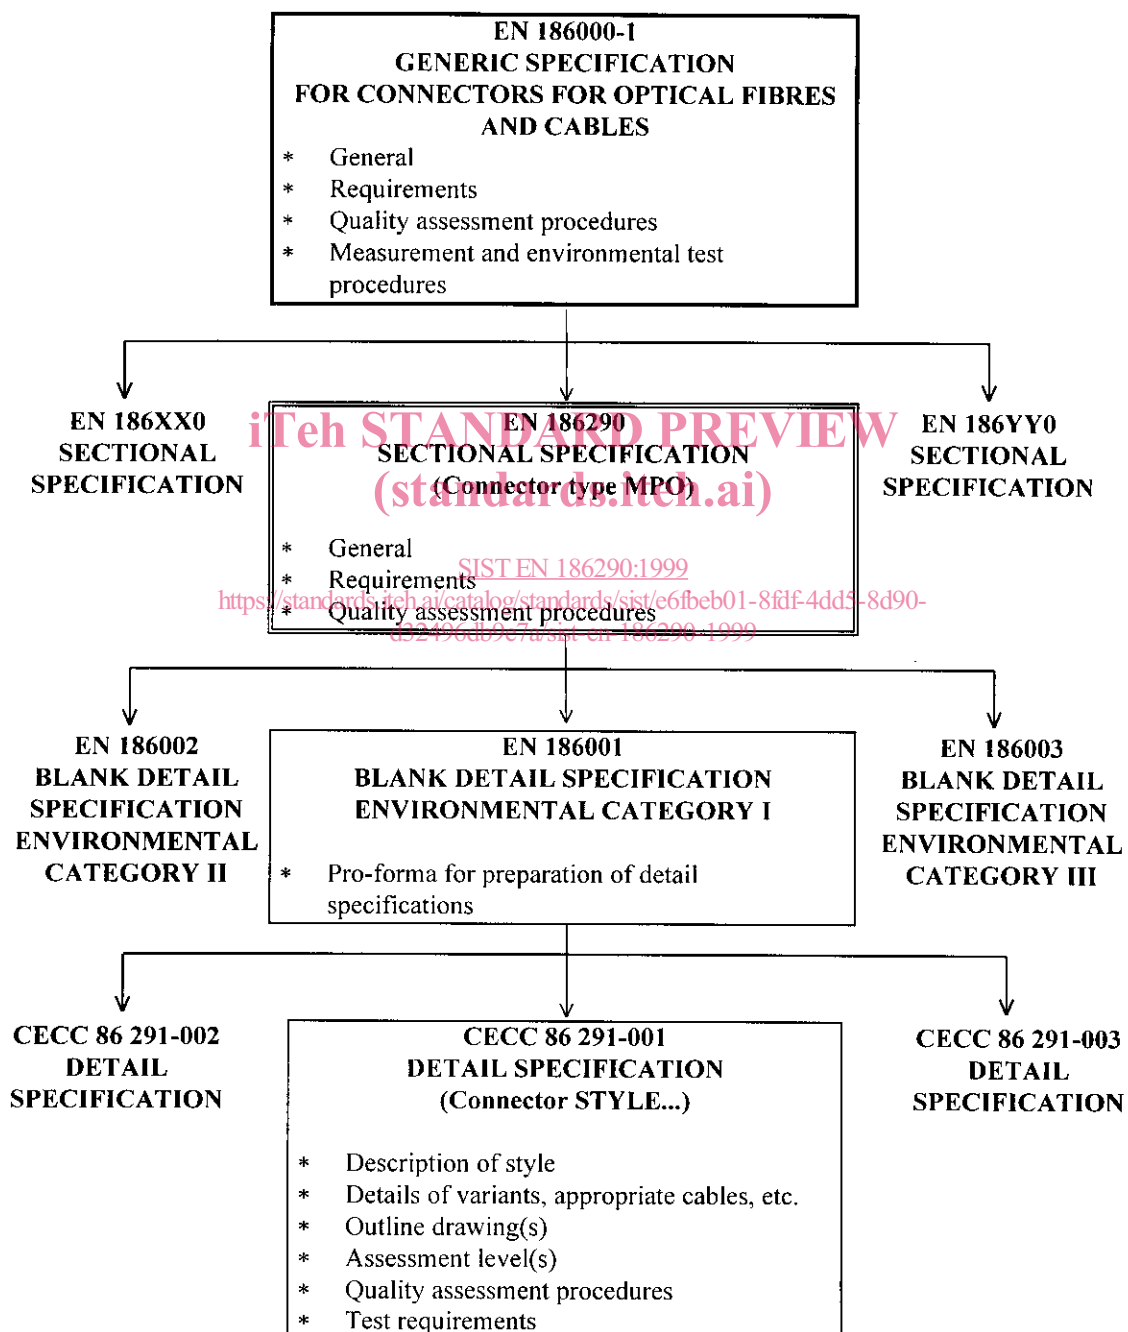 EN 186000-1
GENERIC SPECIFICATION
FOR CONNECTORS FOR OPTICAL FIBRES
AND CABLES
* General
* Requirements
* Quality assessment procedures
* Measurement and environmental test
procedures
EN 186XX0
SECTIONAL
SPECIFICATION
EN 186290
SECTIONAL SPECIFICATION
(Connector type MPO)
* General
* Requirements
* Quality assessment procedures
EN 186YY0
SECTIONAL
SPECIFICATION
iTeh STANDARD PREVIEW
(standards.iteh.ai)
SIST EN 186290:1999
https://standards.iteh.ai/catalog/standards/sist/e6fbeb01-8fdf-4dd5-8d90-
d32496db9c7a/sist-en-186290-1999
EN 186002
BLANK DETAIL
SPECIFICATION
ENVIRONMENTAL
CATEGORY II
EN 186001
BLANK DETAIL SPECIFICATION
ENVIRONMENTAL CATEGORY I
* Pro-forma for preparation of detail
specifications
EN 186003
BLANK DETAIL
SPECIFICATION
ENVIRONMENTAL
CATEGORY III
CECC 86 291-002
DETAIL
SPECIFICATION
CECC 86 291-001
DETAIL SPECIFICATION
(Connector STYLE...)
* Description of style
* Details of variants, appropriate cables, etc.
* Outline drawing(s)
* Assessment level(s)
* Quality assessment procedures
* Test requirements
CECC 86 291-003
DETAIL
SPECIFICATION